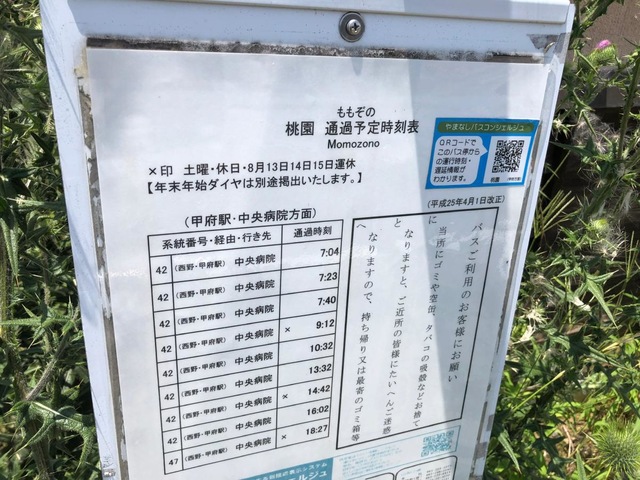 ももぞの
桃園 通過予定時刻表
Momozono
×印 土曜・休日・8月13日14日15日運休
【年末年始ダイヤは別途掲出いたします。】
やまなしバスコンシェルジュ
QRコードで
このバス停から
の運行時刻・
遅延情報が
わかります。
桃園
(平成25年4月1日改正)
(甲府駅・中央病院方面)
系統番号・経由・行き先 通過時刻
42 (西野・甲府駅) 中央病院 7:04
42 (西野・甲府駅) 中央病院 7:23
42 (西野・甲府駅) 中央病院 7:40
42 (西野・甲府駅) 中央病院 × 9:12
42 (西野・甲府駅) 中央病院 10:32
42 (西野・甲府駅) 中央病院 13:32
42 (西野・甲府駅) 中央病院 × 14:42
42 (西野・甲府駅) 中央病院 16:02
47 (西野・甲府駅) 中央病院 × 18:27
バスご利用のお客様にお願い
当所にゴミや空缶、タバコの吸殻などお捨て
になりますと、ご近所の皆様にたいへんご迷惑
となりますので、持ち帰り又は最寄のゴミ箱等
へ